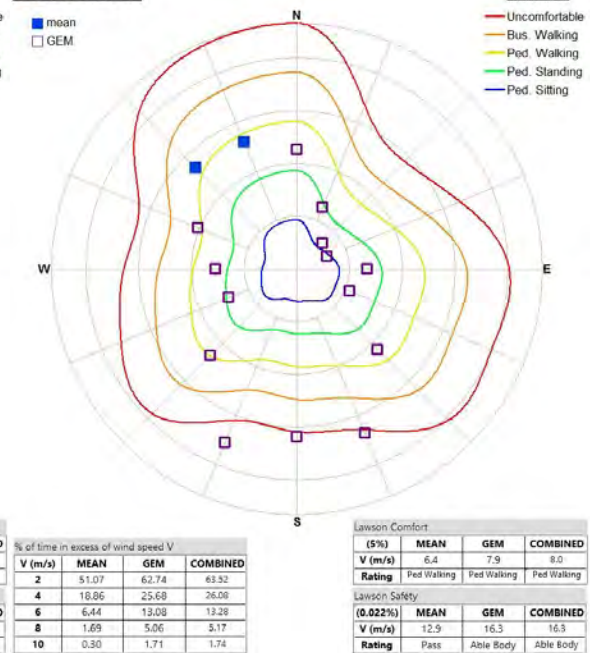 mean
GEM
N
Uncomfortable
Bus. Walking
Ped. Walking
Ped. Standing
Ped. Sitting
W
E
S
% of time in excess of wind speed V
V (m/s) MEAN GEM COMBINED
2 51.07 62.74 63.52
4 18.86 25.68 26.08
6 6.44 13.08 13.28
8 1.69 5.06 5.17
10 0.30 1.71 1.74
Lawson Comfort
(5%) MEAN GEM COMBINED
V (m/s) 6.4 7.9 8.0
Rating Ped Walking Ped Walking Ped Walking
Lawson Safety
(0.022%) MEAN GEM COMBINED
V (m/s) 12.9 16.3 16.3
Rating Pass Able Body Able Body